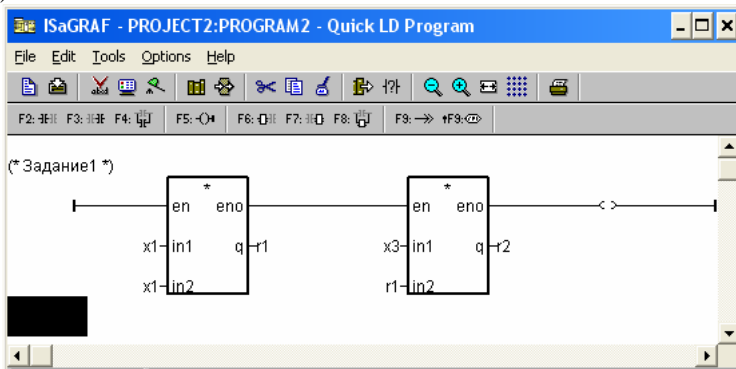 ISaGRAF - PROJECT2:PROGRAM2 - Quick LD Program
File Edit Tools Options Help
F2: F3: F4: F5: F6: F7: F8: F9: F9:
(* Задание1 *)
* *
en eno en eno
x1 in1 q r1 x3 in1 q r2
x1 in2 r1 in2